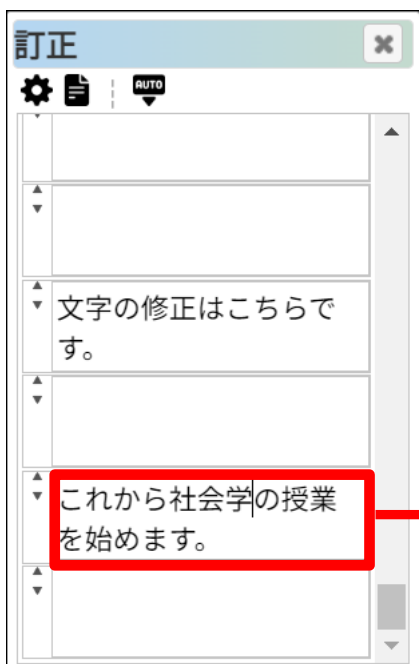 訂正
AUTO
文字の修正はこちらで
す。
これから社会学の授業
を始めます。